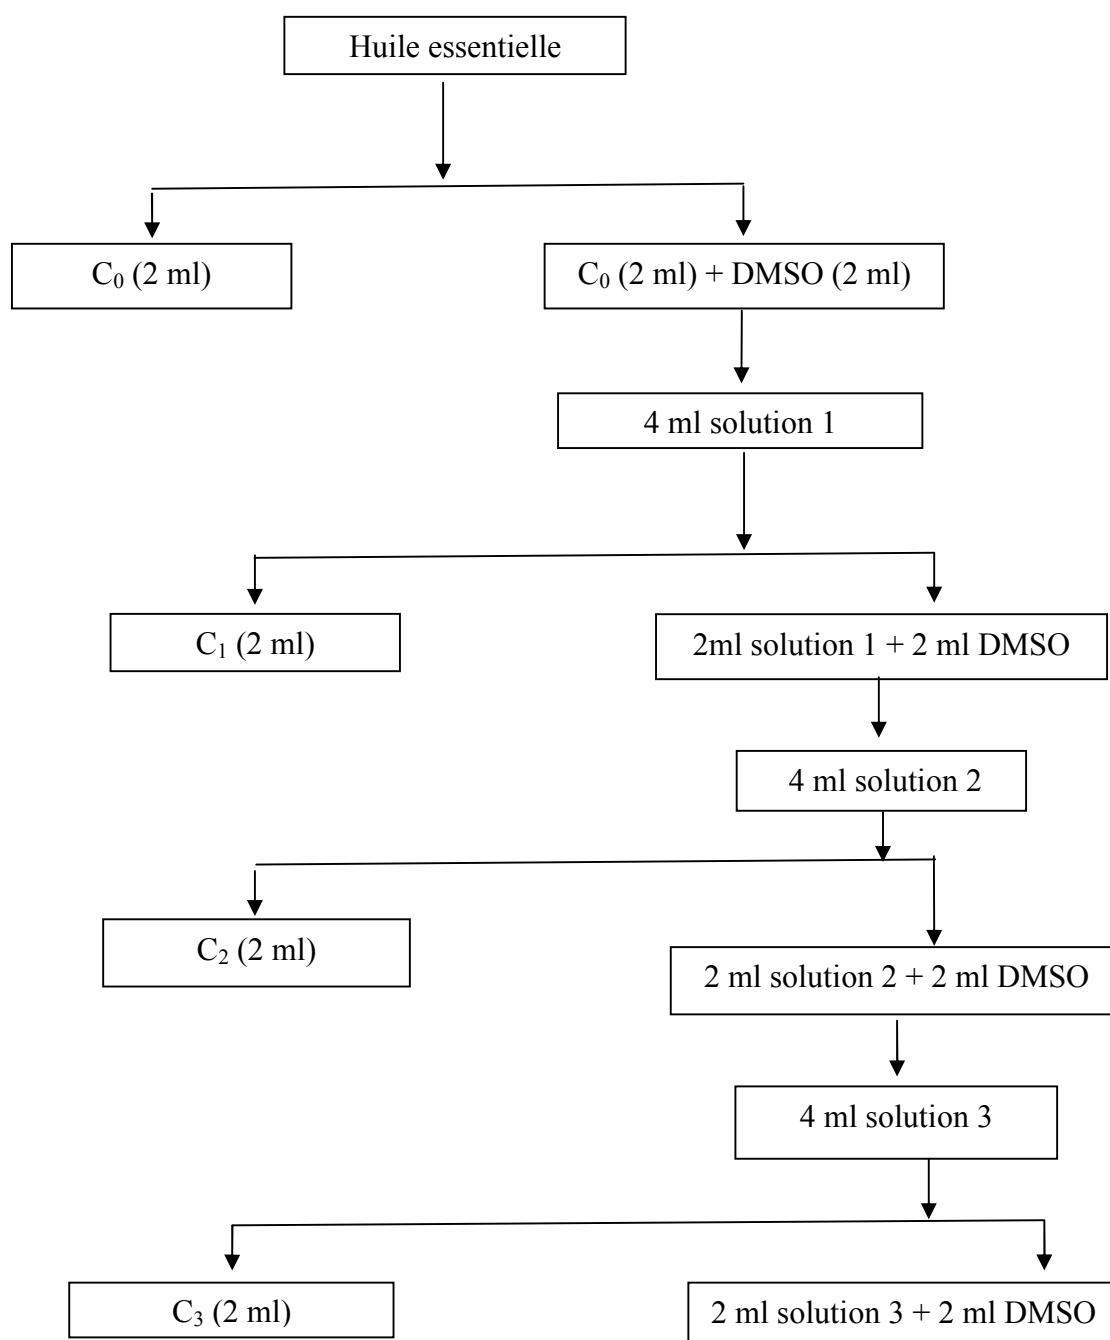 Huile essentielle
C₀ (2 ml)
C₀ (2 ml) + DMSO (2 ml)
4 ml solution 1
C₁ (2 ml)
2ml solution 1 + 2 ml DMSO
4 ml solution 2
C₂ (2 ml)
2 ml solution 2 + 2 ml DMSO
4 ml solution 3
C₃ (2 ml)
2 ml solution 3 + 2 ml DMSO